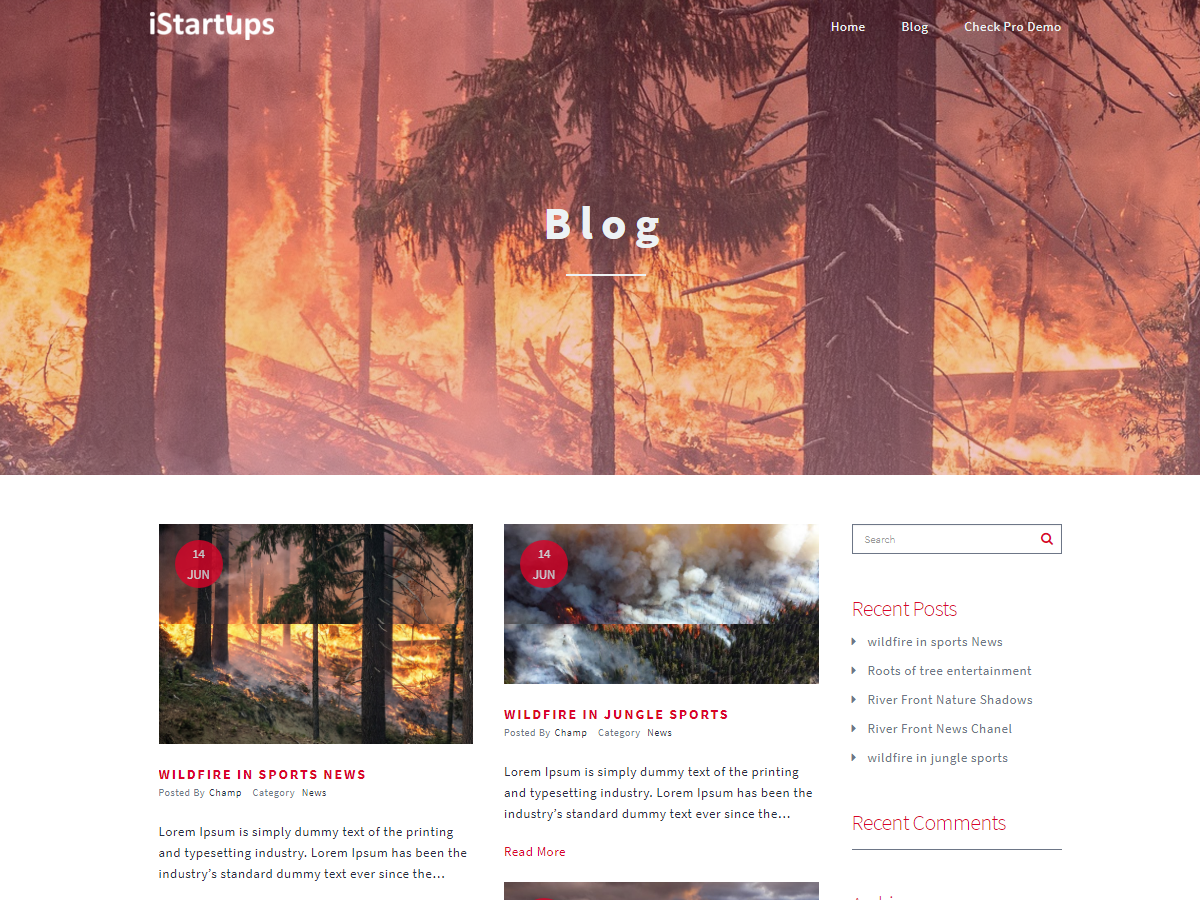 iStartups
Home Blog Check Pro Demo
Blog
14
JUN
WILDFIRE IN SPORTS NEWS
Posted By Champ Category News
Lorem Ipsum is simply dummy text of the printing
and typesetting industry. Lorem Ipsum has been the
industry’s standard dummy text ever since the…
14
JUN
WILDFIRE IN JUNGLE SPORTS
Posted By Champ Category News
Lorem Ipsum is simply dummy text of the printing
and typesetting industry. Lorem Ipsum has been the
industry’s standard dummy text ever since the…
Read More
Search
Recent Posts
wildfire in sports News
Roots of tree entertainment
River Front Nature Shadows
River Front News Chanel
wildfire in jungle sports
Recent Comments